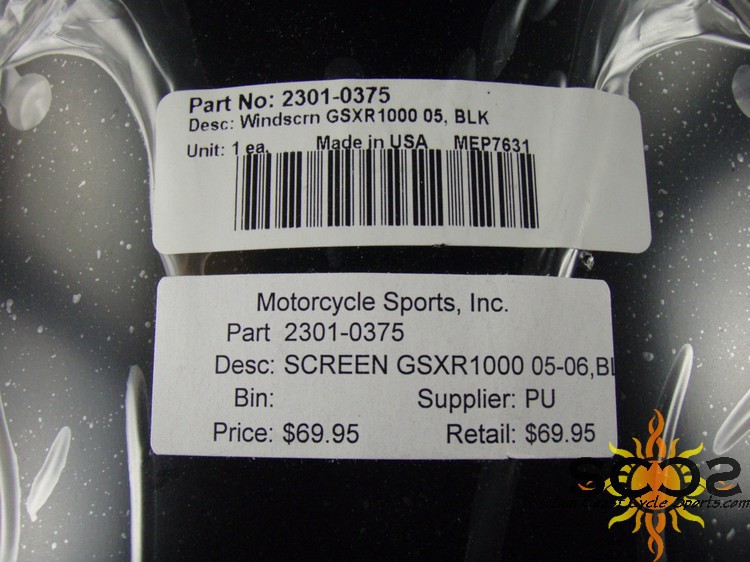 Part No: 2301-0375
Desc: Windscrn GSXR1000 05, BLK
Unit: 1 ea. Made in USA MEP7631
Motorcycle Sports, Inc.
Part 2301-0375
Desc: SCREEN GSXR1000 05-06,BL
Bin: Supplier: PU
Price: $69.95 Retail: $69.95